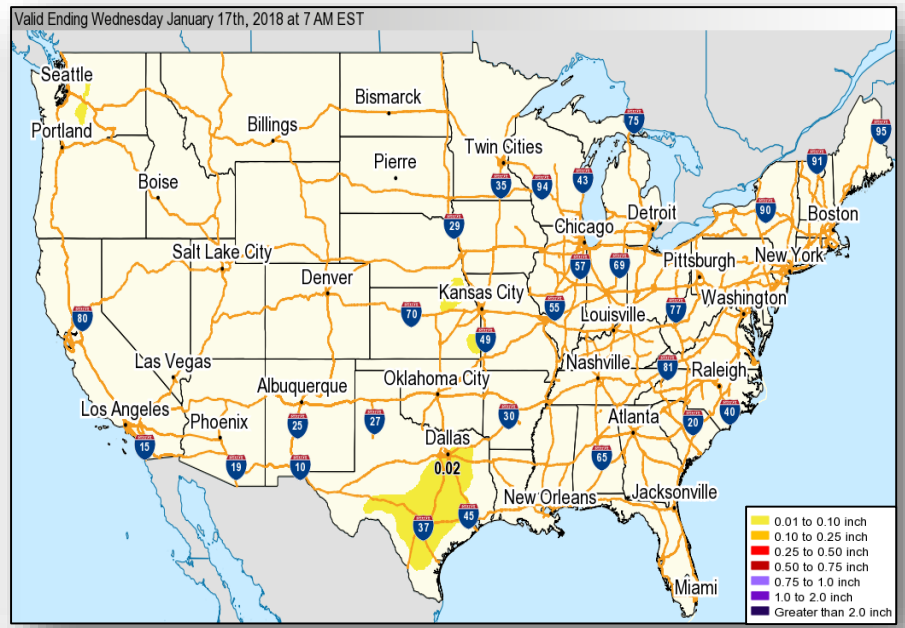 Valid Ending Wednesday January 17th, 2018 at 7 AM EST
Seattle
Portland
Billings
Bismarck
Twin Cities
75
95
91
Pierre
Boise
35
94
43
90
29
Detroit
Boston
Chicago
Salt Lake City
57
69
Pittsburgh
New York
Denver
Kansas City
80
70
55
77
Washington
Louisville
49
Las Vegas
Nashville
81
Raleigh
Albuquerque
Oklahoma City
Los Angeles
Phoenix
25
27
30
Atlanta
20
40
15
Dallas
0.02
19
10
65
New Orleans
Jacksonville
37
45
Miami
0.01 to 0.10 inch
0.10 to 0.25 inch
0.25 to 0.50 inch
0.50 to 0.75 inch
0.75 to 1.0 inch
1.0 to 2.0 inch
Greater than 2.0 inch